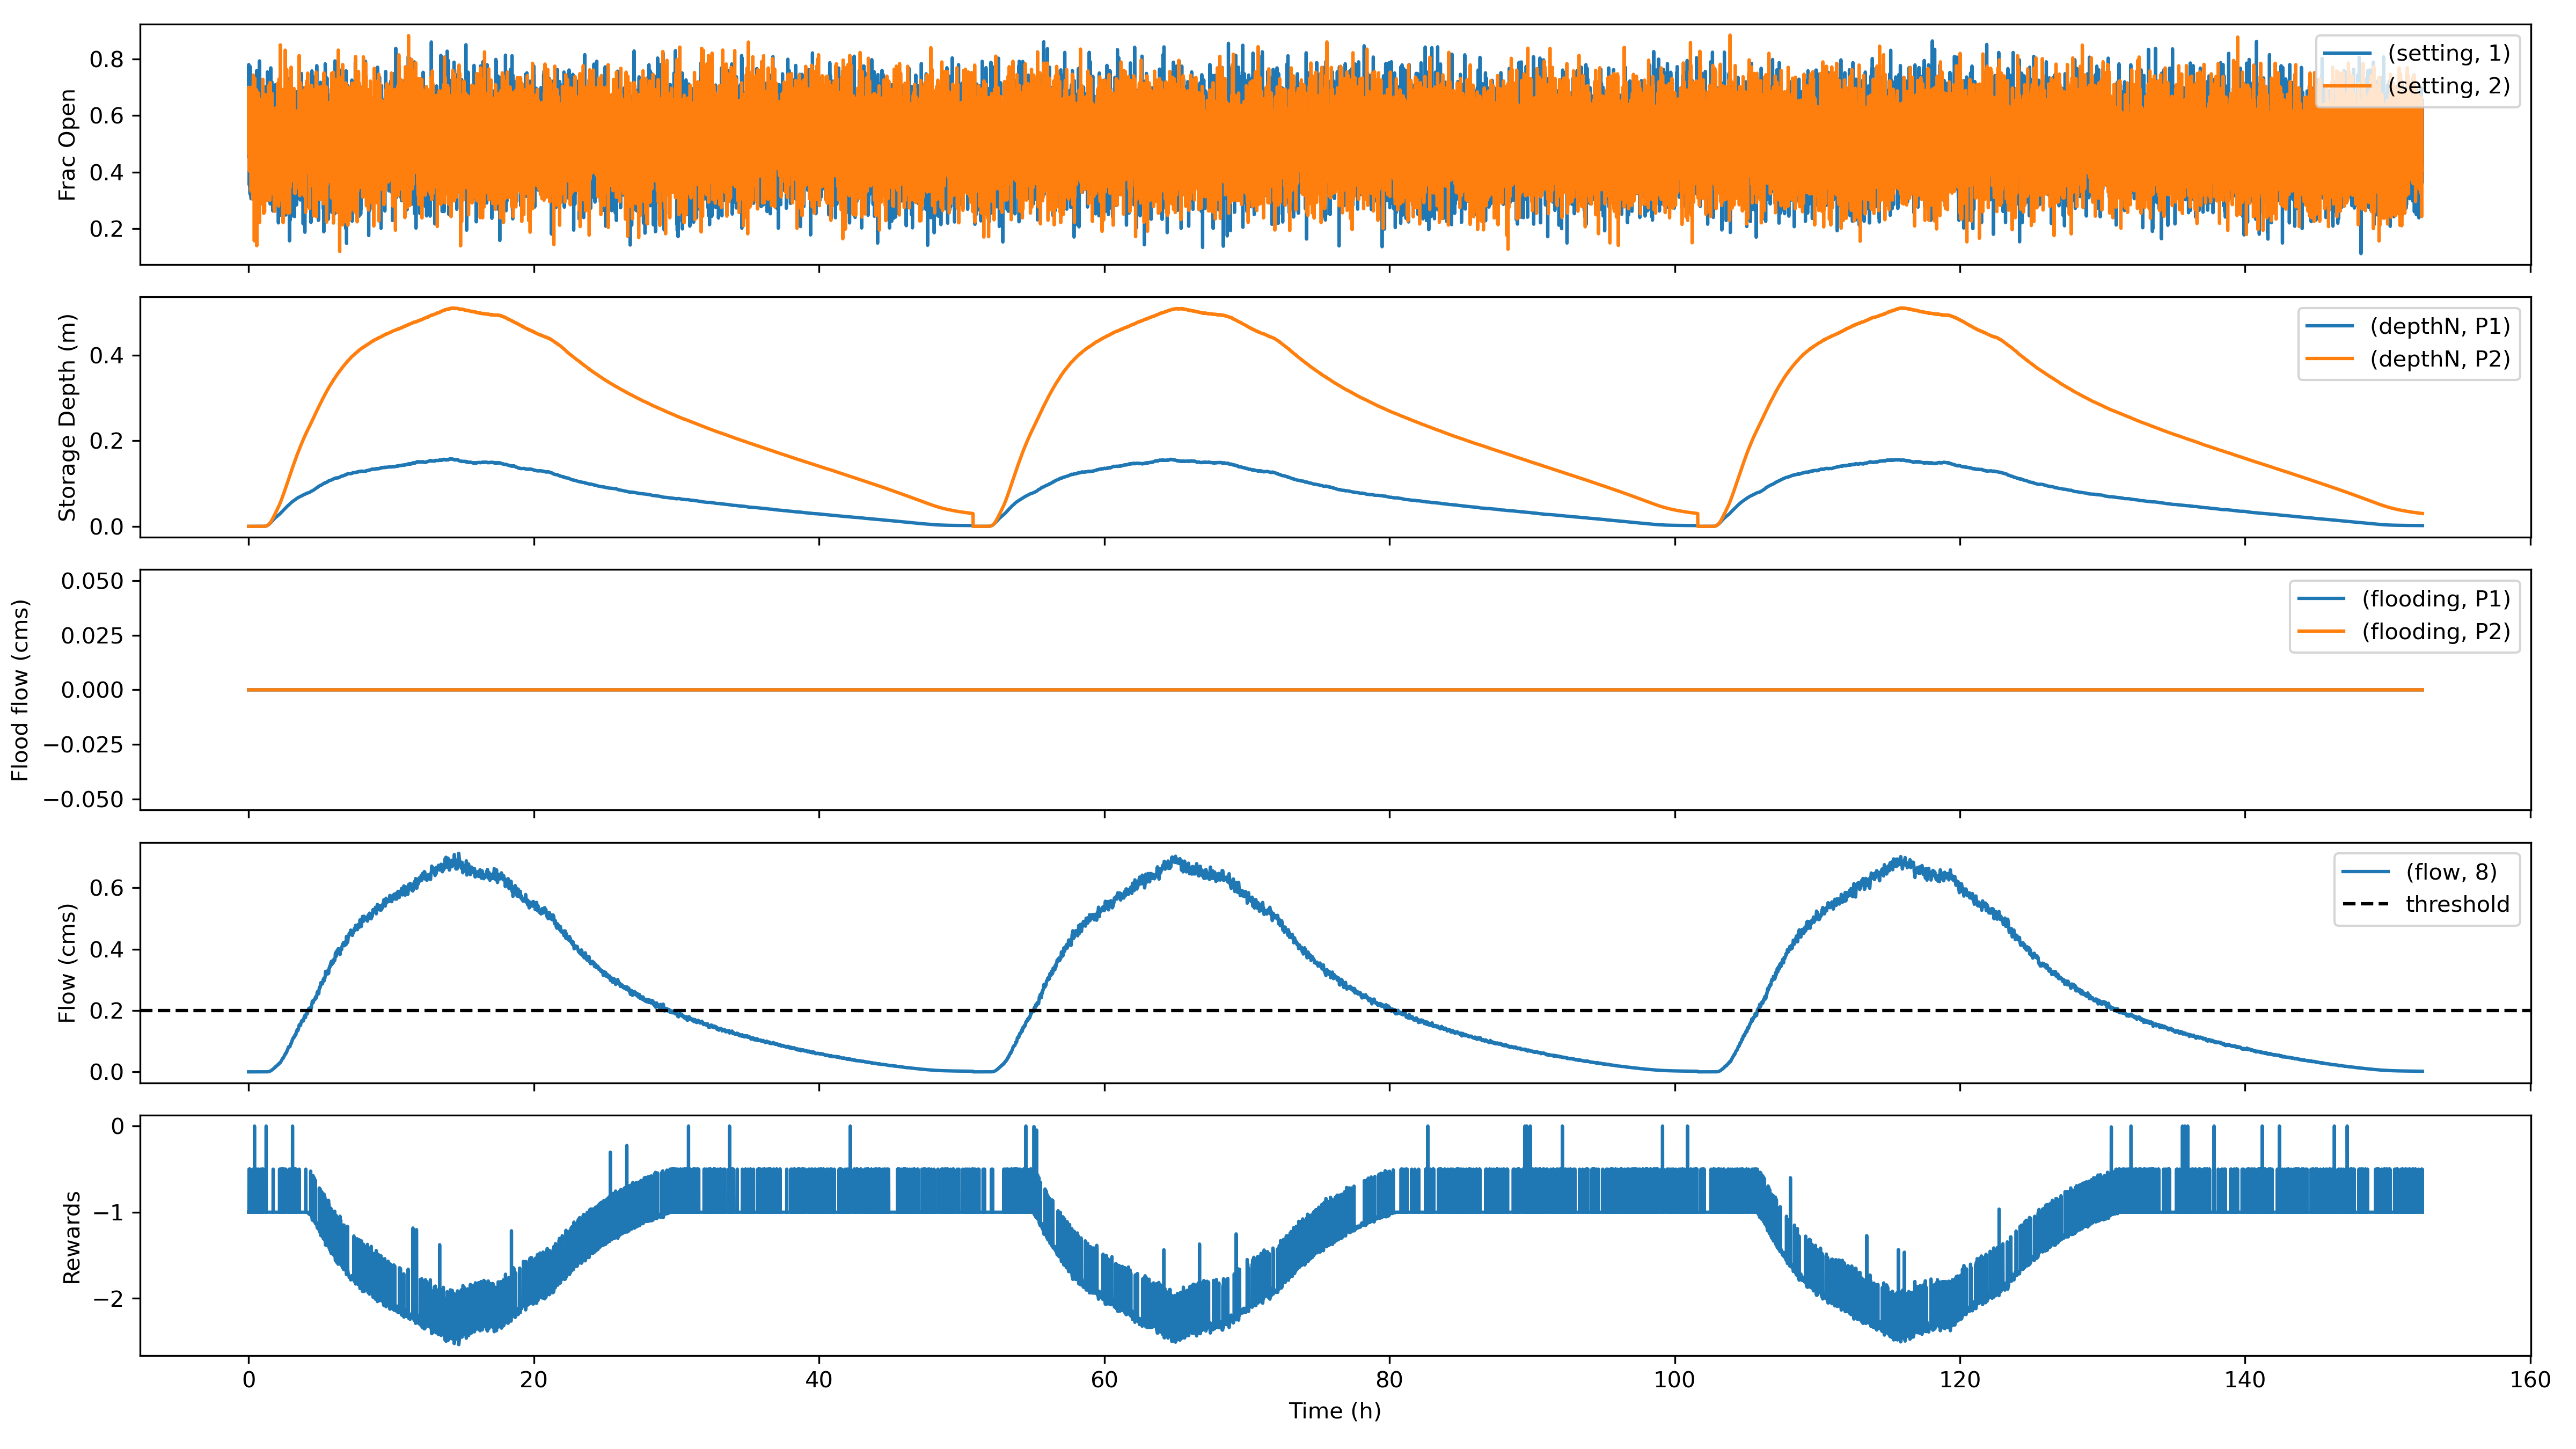 Frac Open
0.8
0.6
0.4
0.2
(setting, 1)
(setting, 2)
Storage Depth (m)
0.4
0.2
0.0
(depthN, P1)
(depthN, P2)
Flood flow (cms)
0.050
0.025
0.000
−0.025
−0.050
(flooding, P1)
(flooding, P2)
Flow (cms)
0.6
0.4
0.2
0.0
(flow, 8)
threshold
Rewards
0
−1
−2
0 20 40 60 80 100 120 140 160
Time (h)